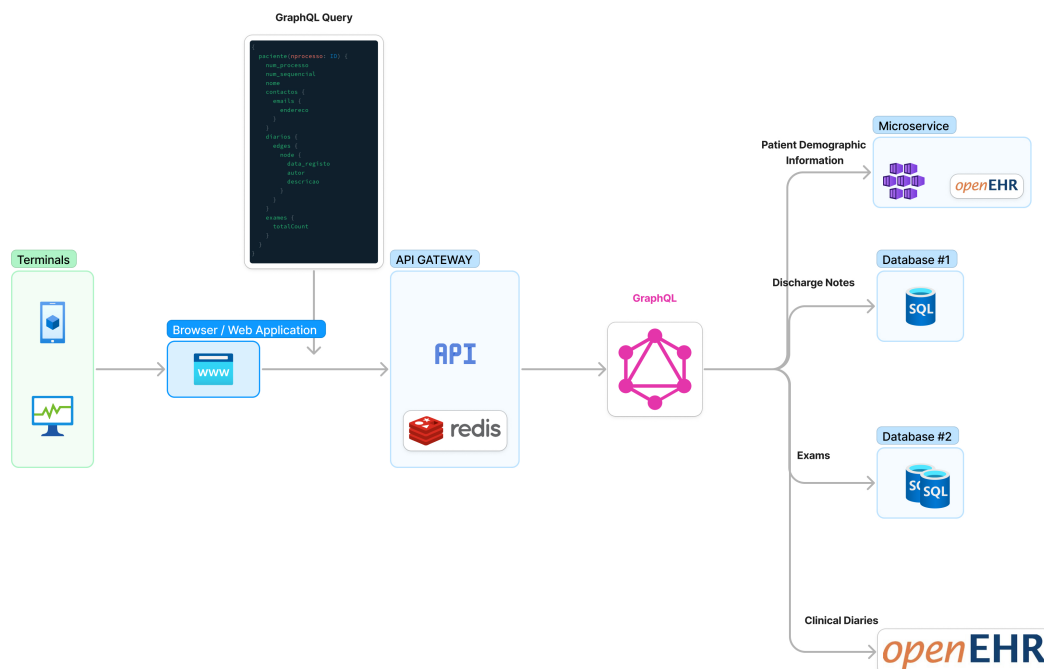 GraphQL Query
{
paciente(nprocesso: ID) {
num_processo
num_sequencial
nome
contactos {
emails {
endereco
}
}
diarios {
edges {
node {
data_registo
autor
descricao
}
}
}
exames {
totalCount
}
}
}
Terminals
Browser / Web Application
www
API GATEWAY
API
redis
GraphQL
Patient Demographic
Information
Microservice
openEHR
Discharge Notes
Database #1
SQL
Exams
Database #2
SQL
Clinical Diaries
openEHR